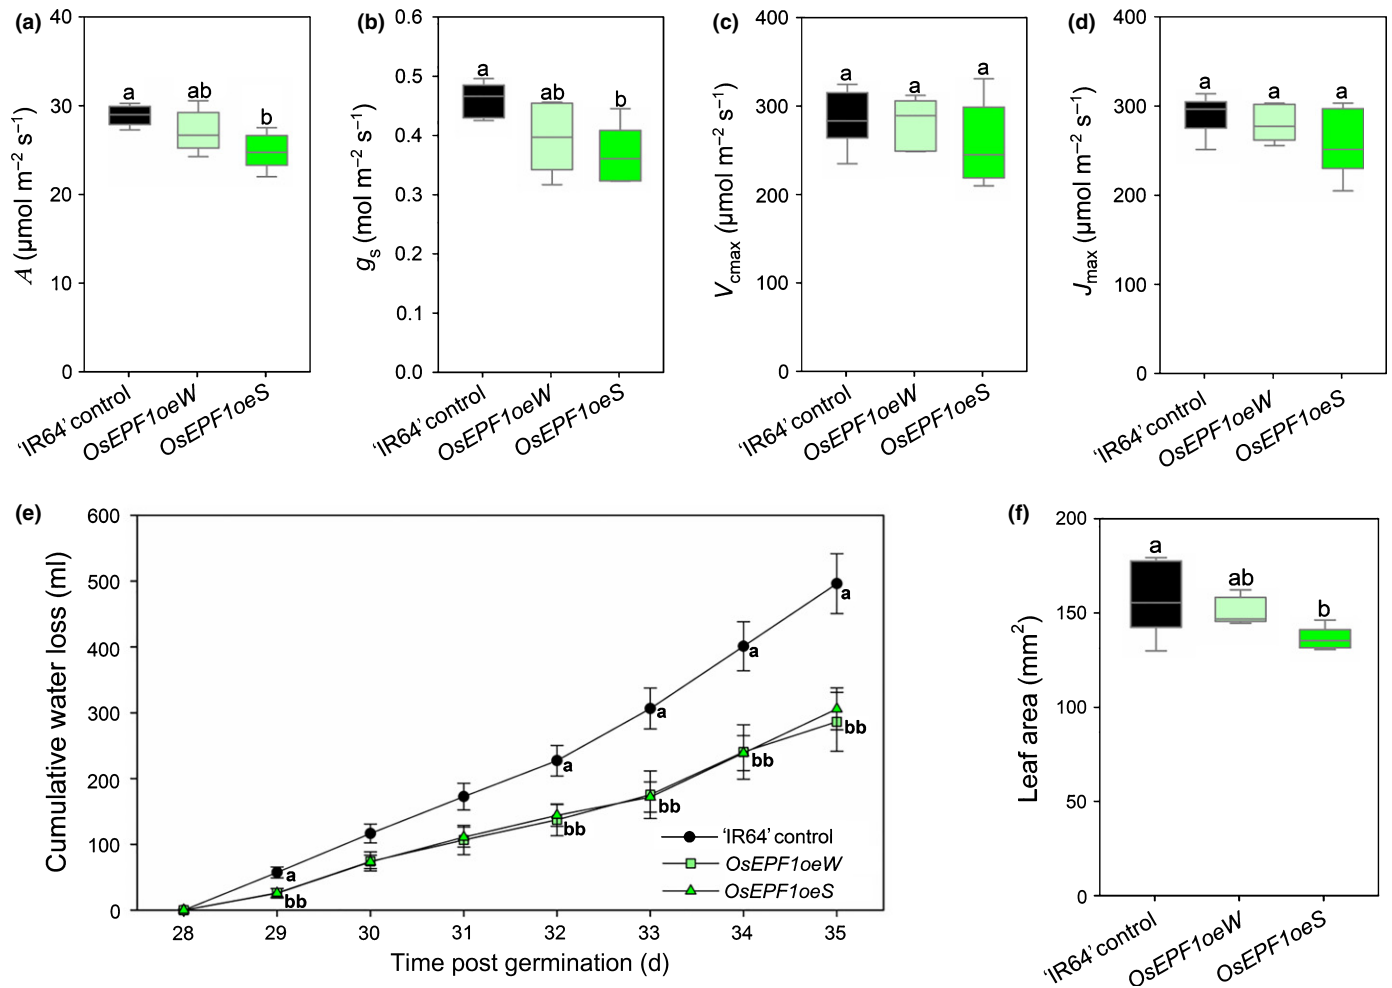 (a)
A (µmol m⁻² s⁻¹)
40
30
20
10
0
a
ab
b
'IR64' control
OsEPF1oeW
OsEPF1oeS
(b)
gs (mol m⁻² s⁻¹)
0.6
0.5
0.4
0.3
0.2
0.1
0.0
a
ab
b
'IR64' control
OsEPF1oeW
OsEPF1oeS
(c)
Vcmax (µmol m⁻² s⁻¹)
400
300
200
100
0
a
a
a
'IR64' control
OsEPF1oeW
OsEPF1oeS
(d)
Jmax (µmol m⁻² s⁻¹)
400
300
200
100
0
a
a
a
'IR64' control
OsEPF1oeW
OsEPF1oeS
(e)
Cumulative water loss (ml)
600
500
400
300
200
100
0
a
bb
a
bb
a
bb
a
bb
a
bb
'IR64' control
OsEPF1oeW
OsEPF1oeS
28 29 30 31 32 33 34 35
Time post germination (d)
(f)
Leaf area (mm²)
200
150
100
50
0
a
ab
b
'IR64' control
OsEPF1oeW
OsEPF1oeS